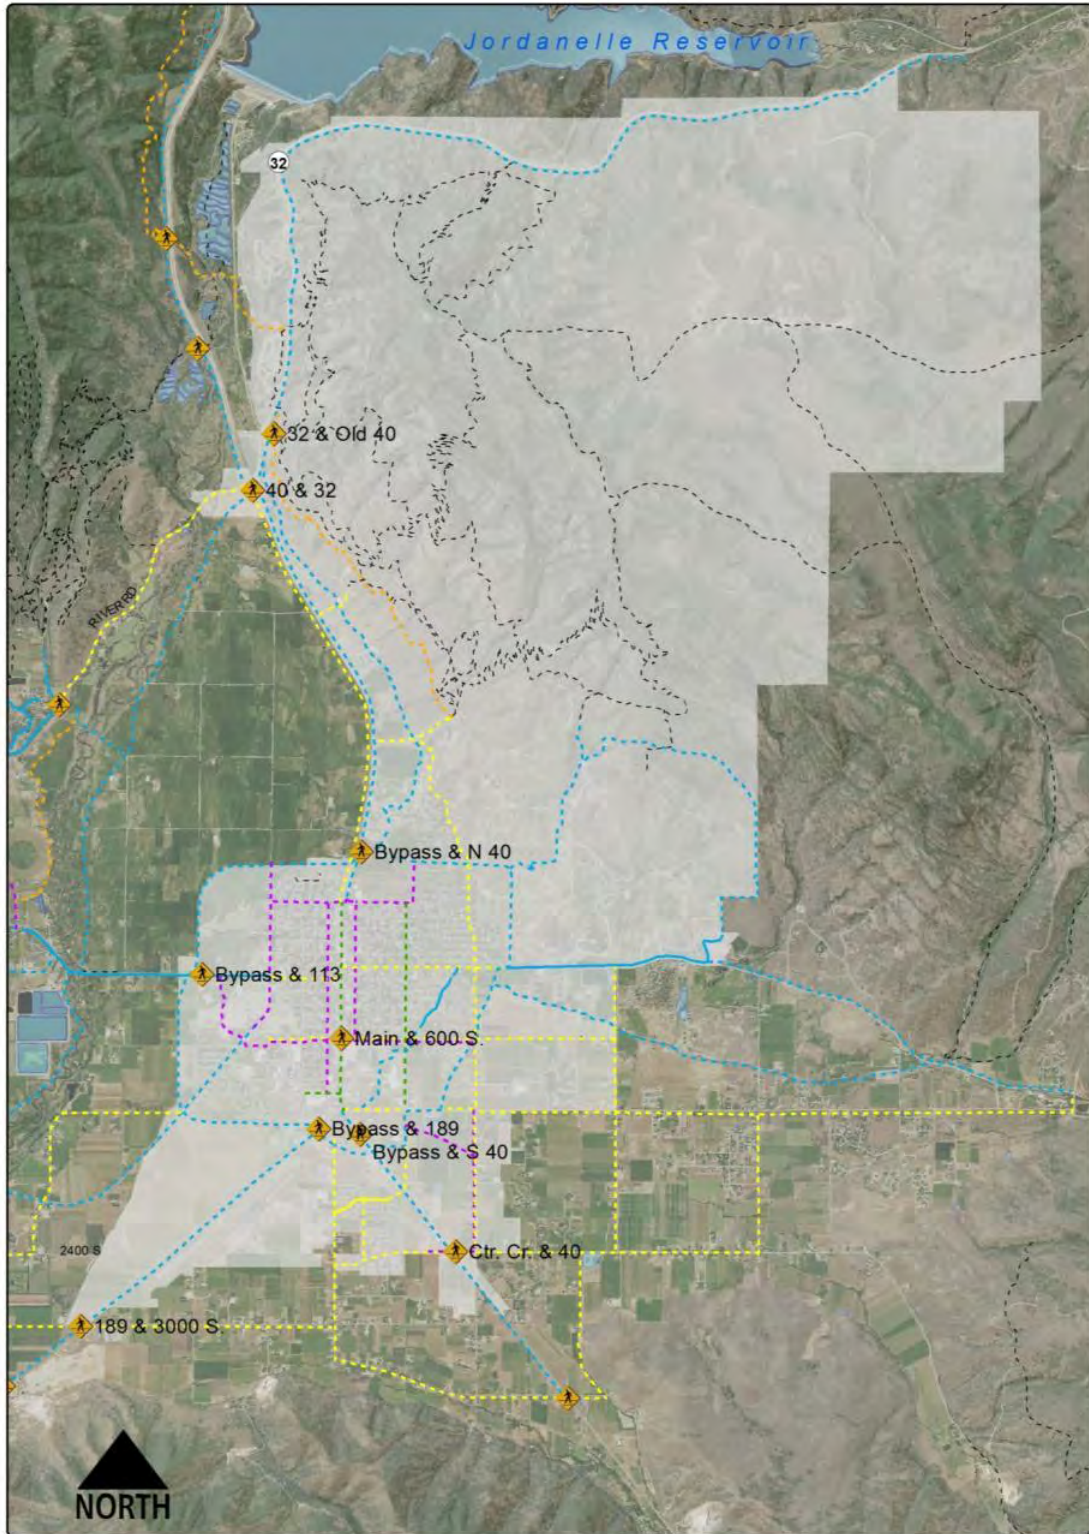 Jordanelle Reservoir
32
32 & Old 40
40 & 32
RIVER RD
Bypass & N 40
Bypass & 113
Main & 600 S.
Bypass & 189
Bypass & S 40
2400 S
Ctr. Cr. & 40
189 & 3000 S.
NORTH